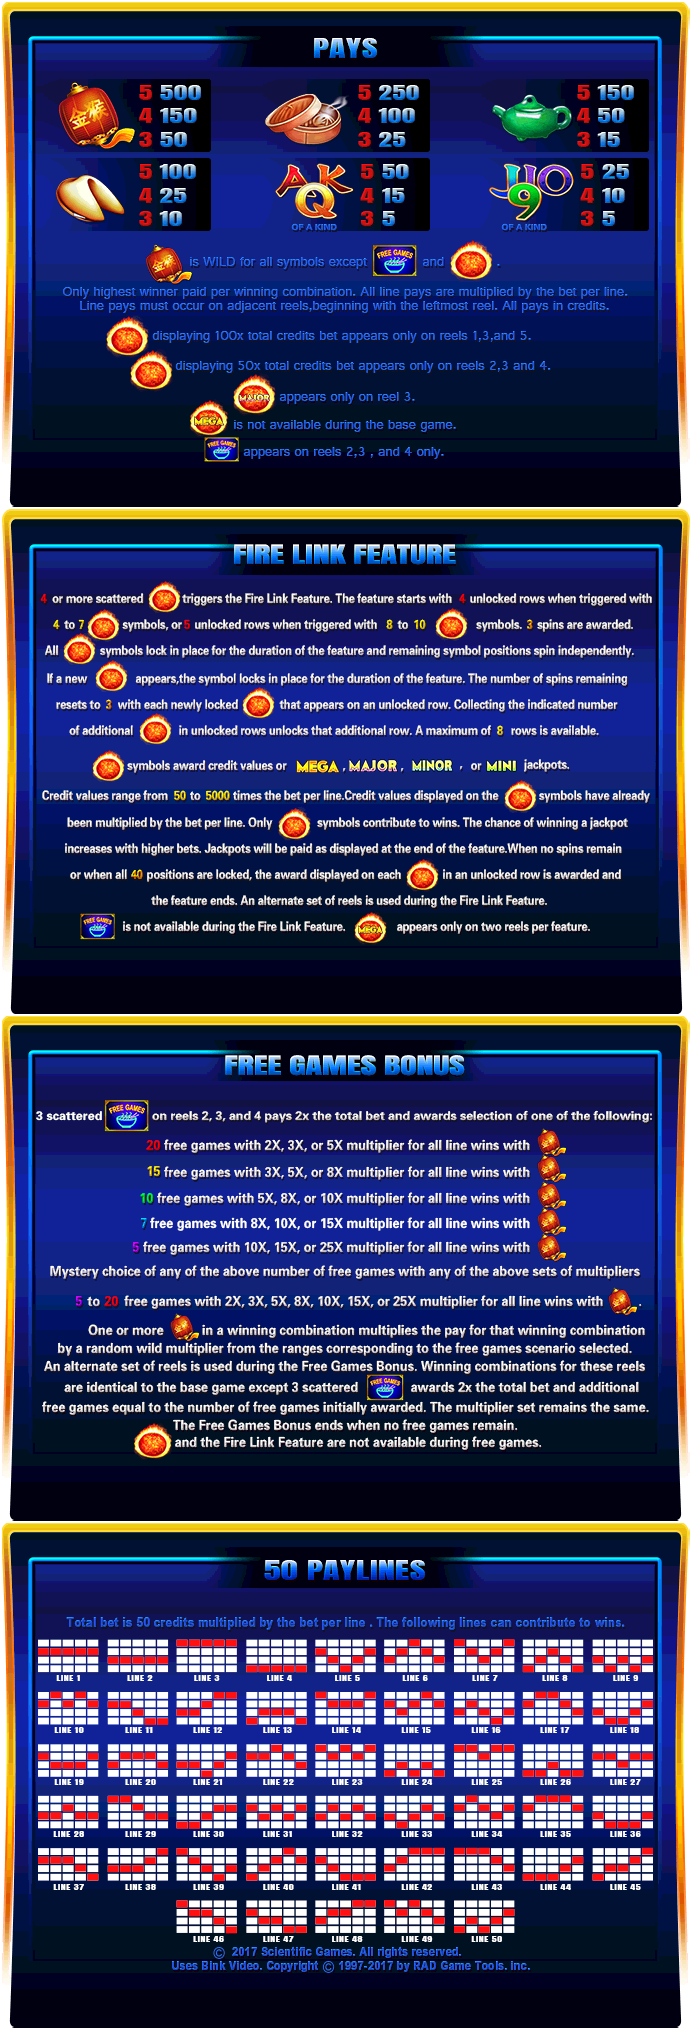 PAYS
5 500
4 150
3 50
5 250
4 100
3 25
5 150
4 50
3 15
5 100
4 25
3 10
A K Q
OF A KIND
5 50
4 15
3 5
J 10 9
OF A KIND
5 25
4 10
3 5
is WILD for all symbols except FREE GAMES and .
Only highest winner paid per winning combination. All line pays are multiplied by the bet per line.
Line pays must occur on adjacent reels,beginning with the leftmost reel. All pays in credits.
displaying 100x total credits bet appears only on reels 1,3,and 5.
displaying 50x total credits bet appears only on reels 2,3 and 4.
MAJOR appears only on reel 3.
MEGA is not available during the base game.
FREE GAMES appears on reels 2,3 , and 4 only.
FIRE LINK FEATURE
4 or more scattered triggers the Fire Link Feature. The feature starts with 4 unlocked rows when triggered with
4 to 7 symbols, or 5 unlocked rows when triggered with 8 to 10 symbols. 3 spins are awarded.
All symbols lock in place for the duration of the feature and remaining symbol positions spin independently.
If a new appears,the symbol locks in place for the duration of the feature. The number of spins remaining
resets to 3 with each newly locked that appears on an unlocked row. Collecting the indicated number
of additional in unlocked rows unlocks that additional row. A maximum of 8 rows is available.
symbols award credit values or MEGA , MAJOR , MINOR , or MINI jackpots.
Credit values range from 50 to 5000 times the bet per line.Credit values displayed on the symbols have already
been multiplied by the bet per line. Only symbols contribute to wins. The chance of winning a jackpot
increases with higher bets. Jackpots will be paid as displayed at the end of the feature.When no spins remain
or when all 40 positions are locked, the award displayed on each in an unlocked row is awarded and
the feature ends. An alternate set of reels is used during the Fire Link Feature.
FREE GAMES is not available during the Fire Link Feature. MEGA appears only on two reels per feature.
FREE GAMES BONUS
3 scattered FREE GAMES on reels 2, 3, and 4 pays 2x the total bet and awards selection of one of the following:
20 free games with 2X, 3X, or 5X multiplier for all line wins with
15 free games with 3X, 5X, or 8X multiplier for all line wins with
10 free games with 5X, 8X, or 10X multiplier for all line wins with
7 free games with 8X, 10X, or 15X multiplier for all line wins with
5 free games with 10X, 15X, or 25X multiplier for all line wins with
Mystery choice of any of the above number of free games with any of the above sets of multipliers
5 to 20 free games with 2X, 3X, 5X, 8X, 10X, 15X, or 25X multiplier for all line wins with .
One or more in a winning combination multiplies the pay for that winning combination
by a random wild multiplier from the ranges corresponding to the free games scenario selected.
An alternate set of reels is used during the Free Games Bonus. Winning combinations for these reels
are identical to the base game except 3 scattered FREE GAMES awards 2x the total bet and additional
free games equal to the number of free games initially awarded. The multiplier set remains the same.
The Free Games Bonus ends when no free games remain.
and the Fire Link Feature are not available during free games.
50 PAYLINES
Total bet is 50 credits multiplied by the bet per line . The following lines can contribute to wins.
LINE 1 LINE 2 LINE 3 LINE 4 LINE 5 LINE 6 LINE 7 LINE 8 LINE 9
LINE 10 LINE 11 LINE 12 LINE 13 LINE 14 LINE 15 LINE 16 LINE 17 LINE 18
LINE 19 LINE 20 LINE 21 LINE 22 LINE 23 LINE 24 LINE 25 LINE 26 LINE 27
LINE 28 LINE 29 LINE 30 LINE 31 LINE 32 LINE 33 LINE 34 LINE 35 LINE 36
LINE 37 LINE 38 LINE 39 LINE 40 LINE 41 LINE 42 LINE 43 LINE 44 LINE 45
LINE 46 LINE 47 LINE 48 LINE 49 LINE 50
© 2017 Scientific Games. All rights reserved.
Uses Bink Video. Copyright © 1997-2017 by RAD Game Tools. Inc.